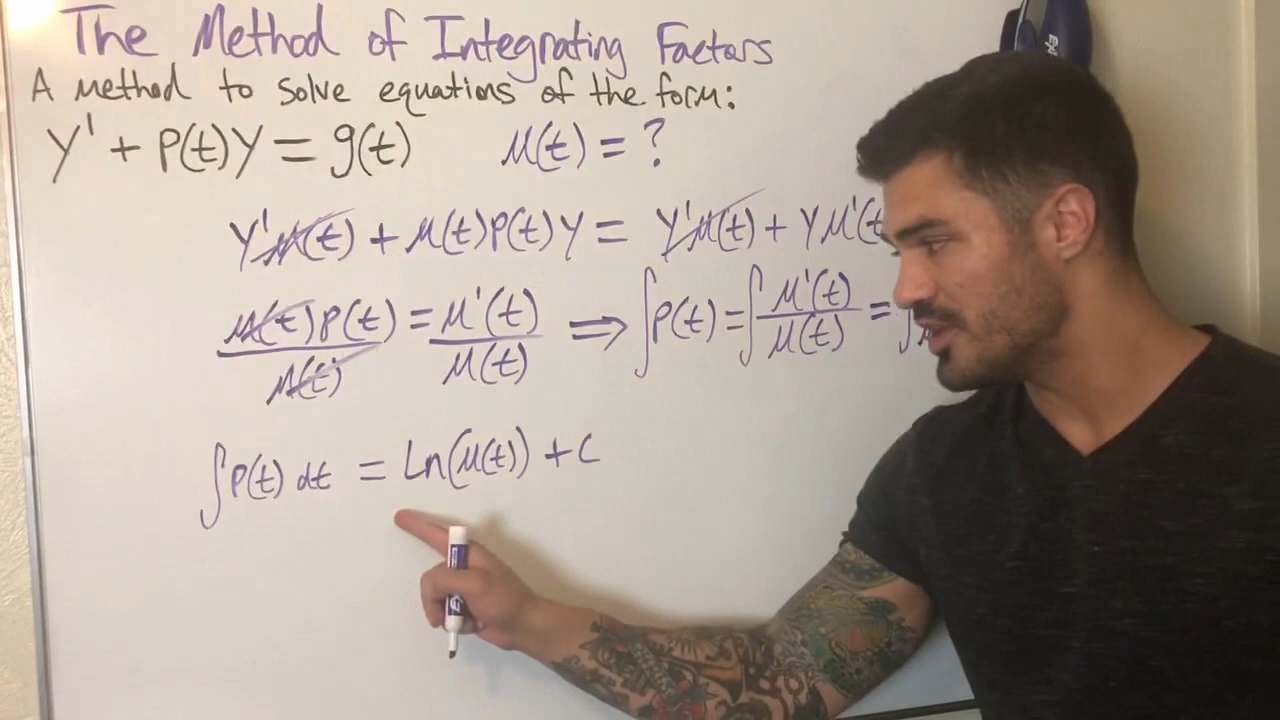 The Method of Integrating Factors
A method to solve equations of the form:
y' + P(t)y = g(t) μ(t) = ?
y'μ(t) + μ(t)P(t)y = y'μ(t) + yμ'(t
μ(t)P(t)/μ(t) = μ'(t)/μ(t) ⟹ ∫P(t) = ∫μ'(t)/μ(t) = ∫
∫P(t) dt = Ln(μ(t)) + C